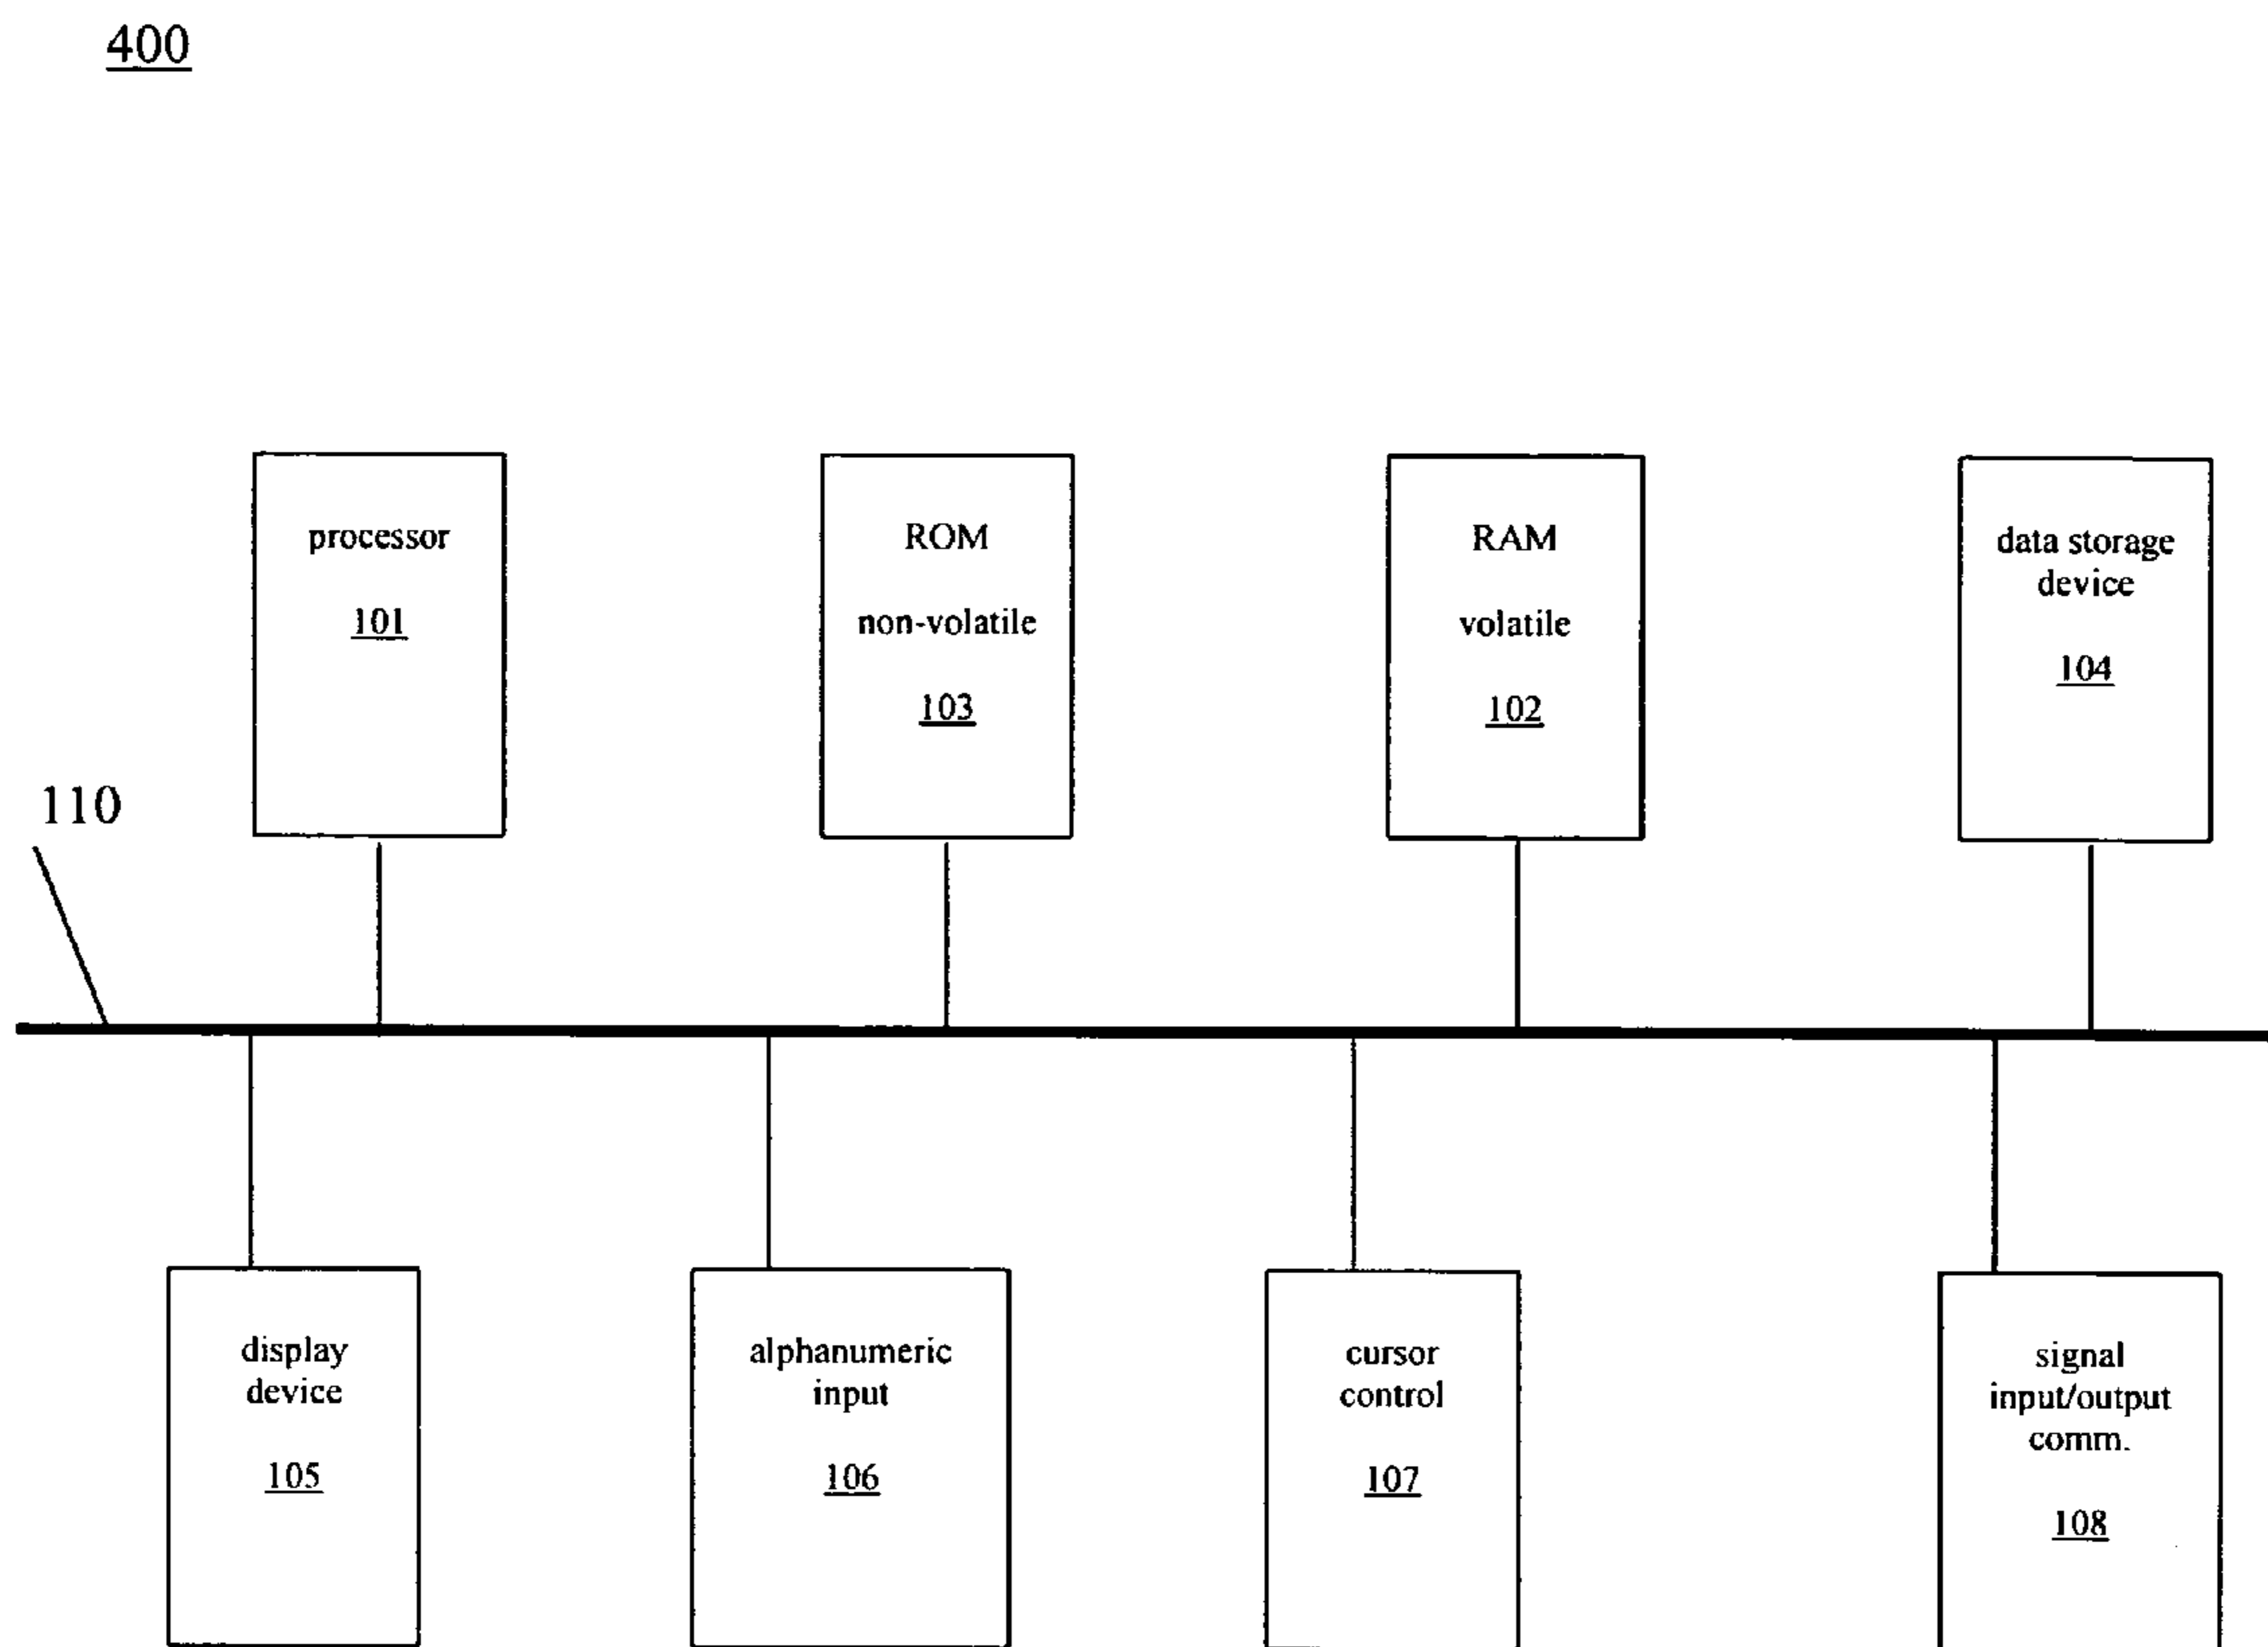 400
processor
101
ROM
non-volatile
103
RAM
volatile
102
data storage
device
104
110
display
device
105
alphanumeric
input
106
cursor
control
107
signal
input/output
comm.
108